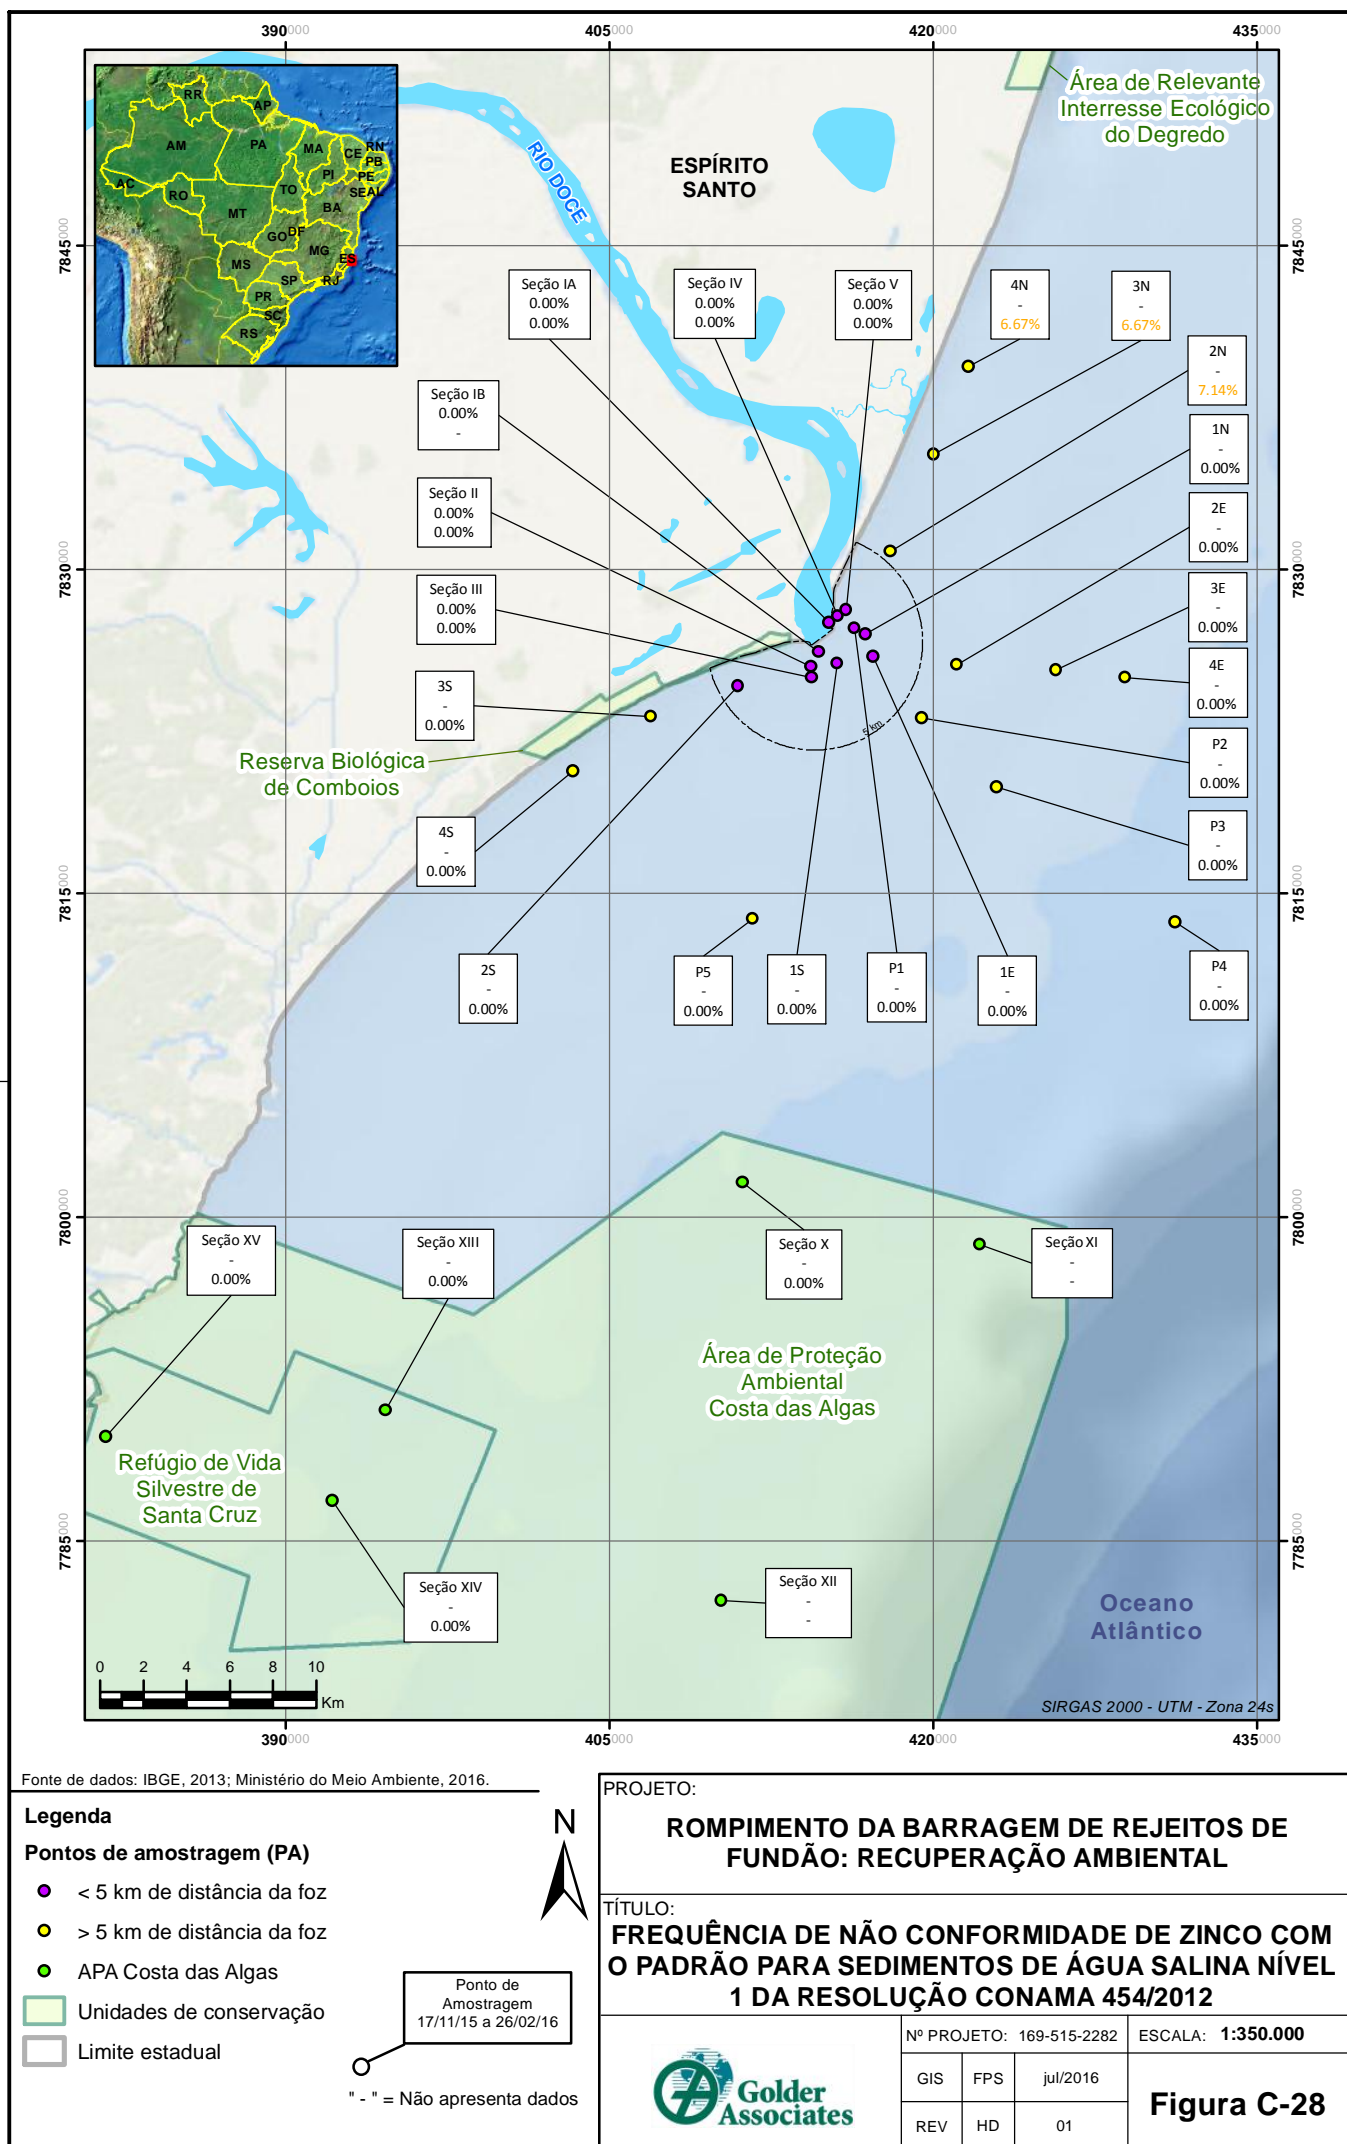 390000
405000
420000
435000
7845000
7830000
7815000
7800000
7785000
7845000
7830000
7815000
7800000
7785000
RR
AP
AM
PA
MA
CE
RN
PB
PE
PI
AC
RO
TO
SE
AL
MT
BA
GO
DF
MG
MS
ES
SP
RJ
PR
SC
RS
RIO DOCE
ESPÍRITO
SANTO
Área de Relevante
Interresse Ecológico
do Degredo
Seção IA
0.00%
0.00%
Seção IV
0.00%
0.00%
Seção V
0.00%
0.00%
4N
-
6.67%
3N
-
6.67%
2N
-
7.14%
Seção IB
0.00%
-
1N
-
0.00%
Seção II
0.00%
0.00%
2E
-
0.00%
Seção III
0.00%
0.00%
3E
-
0.00%
3S
-
0.00%
4E
-
0.00%
5 km
Reserva Biológica
de Comboios
P2
-
0.00%
4S
-
0.00%
P3
-
0.00%
2S
-
0.00%
P5
-
0.00%
1S
-
0.00%
P1
-
0.00%
1E
-
0.00%
P4
-
0.00%
Seção XV
-
0.00%
Seção XIII
-
0.00%
Seção X
-
0.00%
Seção XI
-
-
Área de Proteção
Ambiental
Costa das Algas
Refúgio de Vida
Silvestre de
Santa Cruz
Seção XIV
-
0.00%
Seção XII
-
-
Oceano
Atlântico
0 2 4 6 8 10
Km
SIRGAS 2000 - UTM - Zona 24s
390000
405000
420000
435000
Fonte de dados: IBGE, 2013; Ministério do Meio Ambiente, 2016.
Legenda
Pontos de amostragem (PA)
< 5 km de distância da foz
> 5 km de distância da foz
APA Costa das Algas
Unidades de conservação
Limite estadual
N
Ponto de
Amostragem
17/11/15 a 26/02/16
" - " = Não apresenta dados
PROJETO:
ROMPIMENTO DA BARRAGEM DE REJEITOS DE
FUNDÃO: RECUPERAÇÃO AMBIENTAL
TÍTULO:
FREQUÊNCIA DE NÃO CONFORMIDADE DE ZINCO COM
O PADRÃO PARA SEDIMENTOS DE ÁGUA SALINA NÍVEL
1 DA RESOLUÇÃO CONAMA 454/2012
Golder
Associates
Nº PROJETO: 169-515-2282
ESCALA: 1:350.000
GIS FPS jul/2016
REV HD 01
Figura C-28